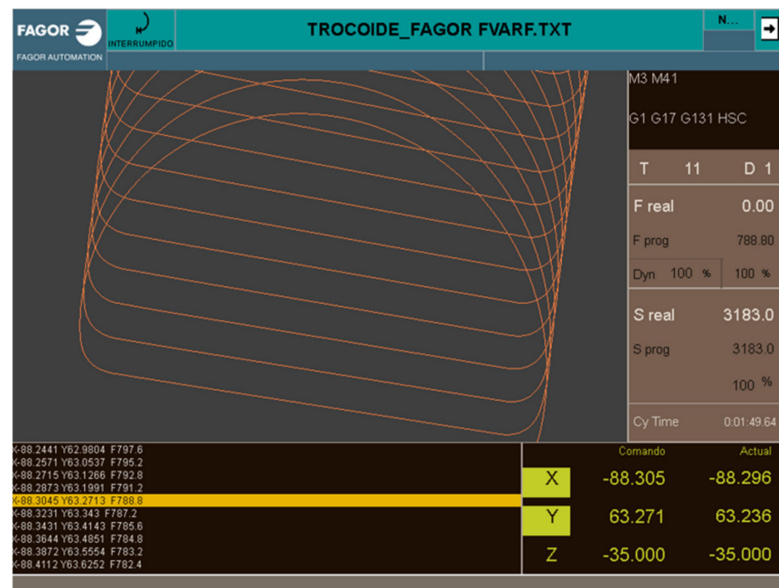 FAGOR
FAGOR AUTOMATION
INTERRUMPIDO
TROCOIDE_FAGOR FVARF.TXT
N...
M3 M41
G1 G17 G131 HSC
T 11 D 1
F real 0.00
F prog 788.80
Dyn 100 % 100 %
S real 3183.0
S prog 3183.0
100 %
Cy Time 0:01:49.64
X-88.2441 Y62.9804 F797.6
X-88.2571 Y63.0537 F795.2
X-88.2715 Y63.1266 F792.8
X-88.2873 Y63.1991 F791.2
X-88.3045 Y63.2713 F788.8
X-88.3231 Y63.343 F787.2
X-88.3431 Y63.4143 F785.6
X-88.3644 Y63.4851 F784.8
X-88.3872 Y63.5554 F783.2
X-88.4112 Y63.6252 F782.4
Comando Actual
X -88.305 -88.296
Y 63.271 63.236
Z -35.000 -35.000